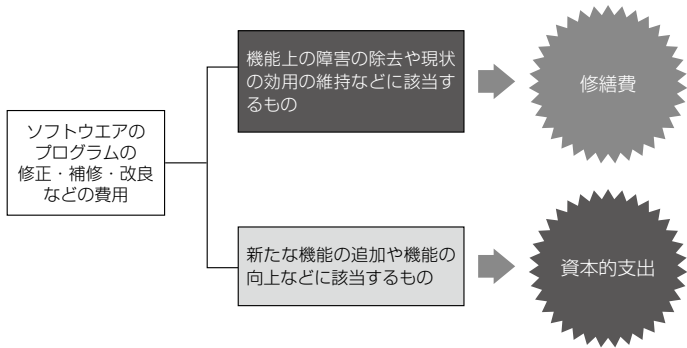 ソフトウエアの
プログラムの
修正・補修・改良
などの費用
機能上の障害の除去や現状
の効用の維持などに該当す
るもの
修繕費
新たな機能の追加や機能の
向上などに該当するもの
資本的支出